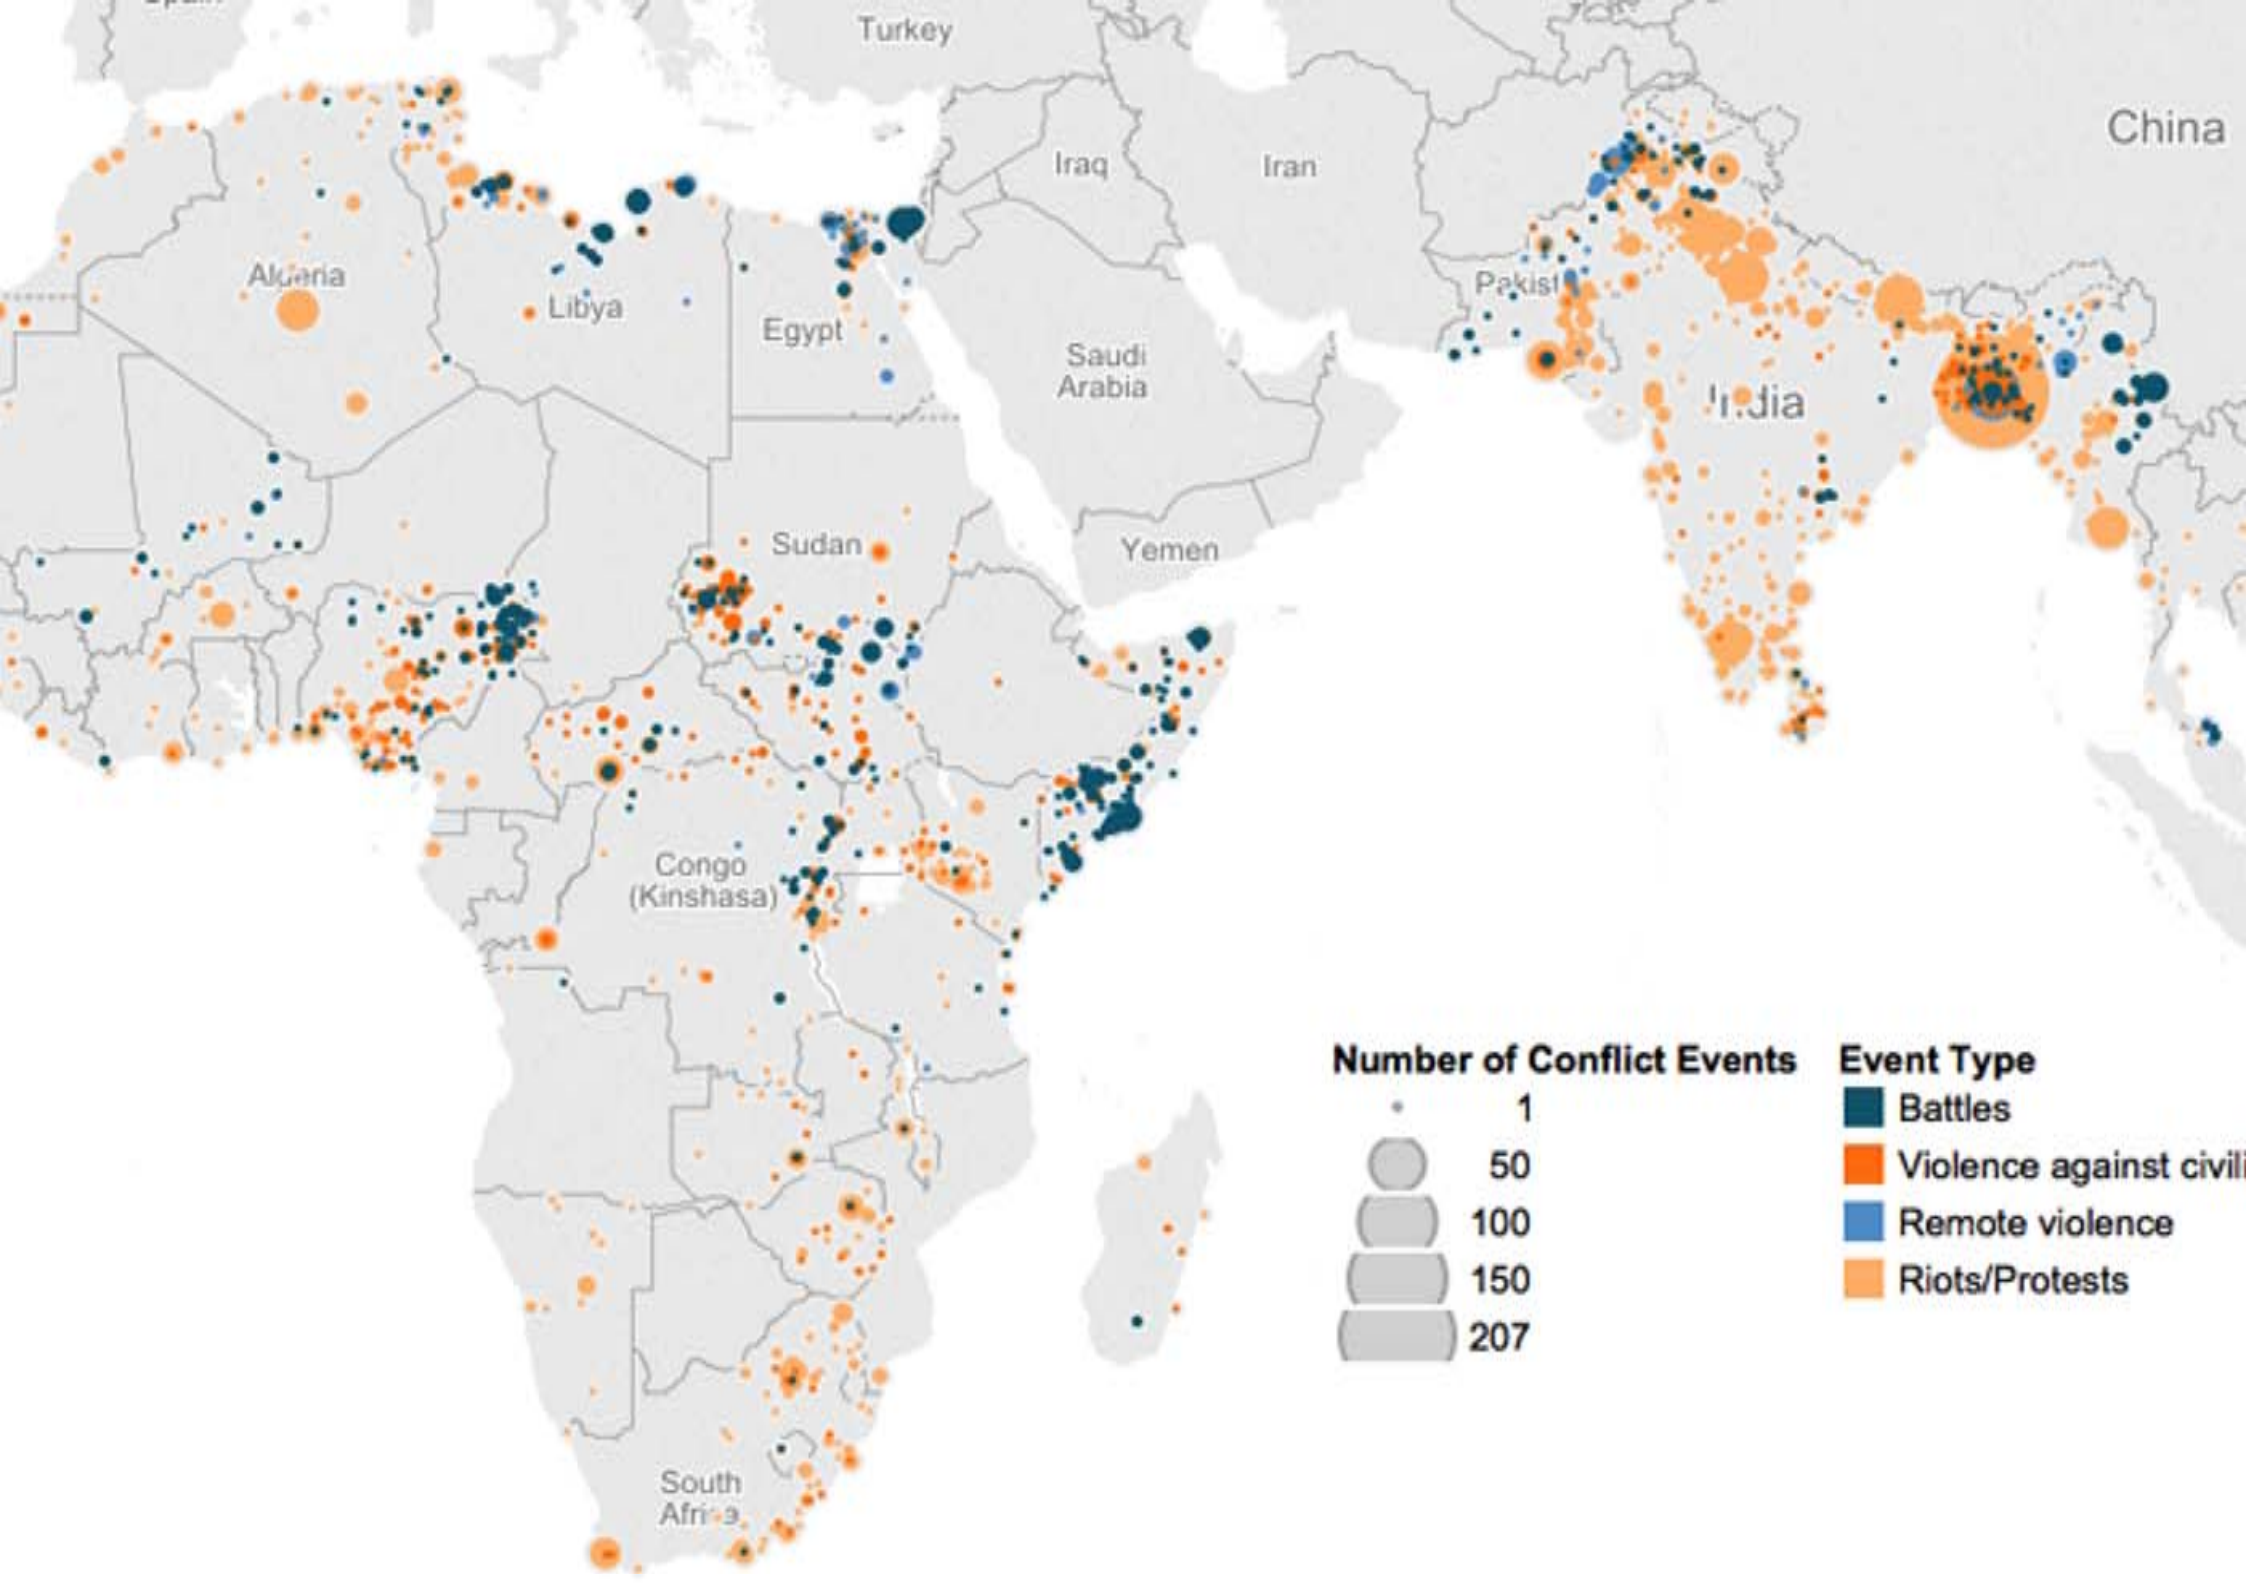 Turkey
China
Iraq
Iran
Algeria
Libya
Egypt
Pakist
Saudi
Arabia
India
Sudan
Yemen
Congo
(Kinshasa)
South
Africa
Number of Conflict Events
1
50
100
150
207
Event Type
Battles
Violence against civili
Remote violence
Riots/Protests